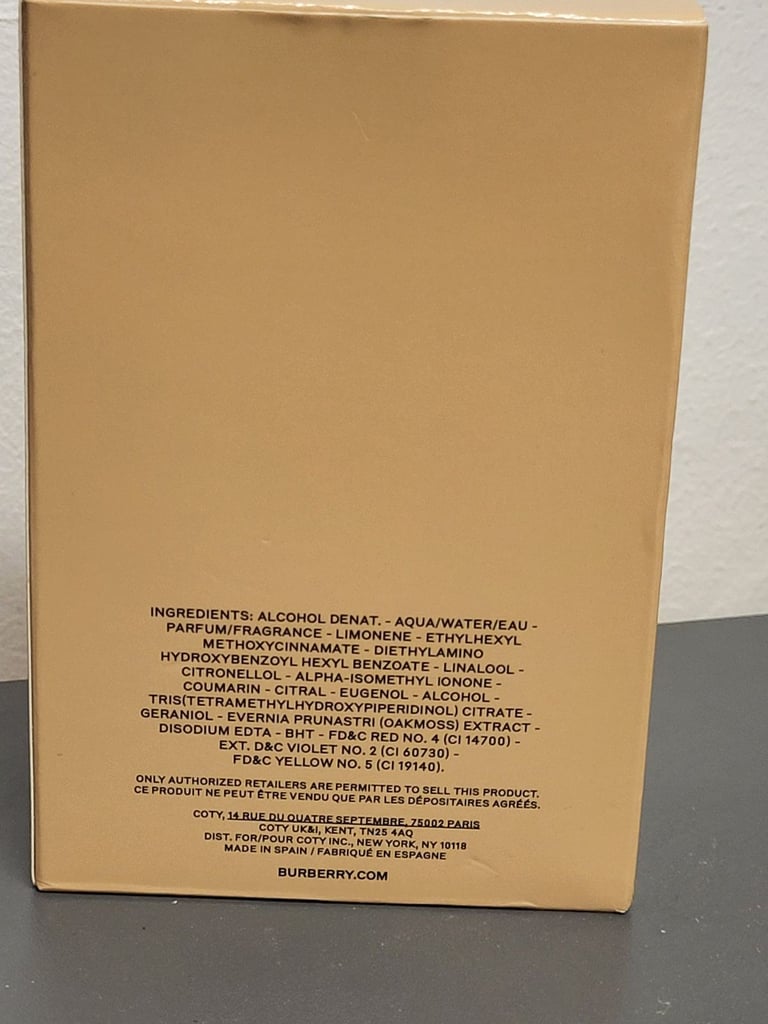 INGREDIENTS: ALCOHOL DENAT. - AQUA/WATER/EAU -
PARFUM/FRAGRANCE - LIMONENE - ETHYLHEXYL
METHOXYCINNAMATE - DIETHYLAMINO
HYDROXYBENZOYL HEXYL BENZOATE - LINALOOL -
CITRONELLOL - ALPHA-ISOMETHYL IONONE -
COUMARIN - CITRAL - EUGENOL - ALCOHOL -
TRIS(TETRAMETHYLHYDROXYPIPERIDINOL) CITRATE -
GERANIOL - EVERNIA PRUNASTRI (OAKMOSS) EXTRACT -
DISODIUM EDTA - BHT - FD&C RED NO. 4 (CI 14700) -
EXT. D&C VIOLET NO. 2 (CI 60730) -
FD&C YELLOW NO. 5 (CI 19140).
ONLY AUTHORIZED RETAILERS ARE PERMITTED TO SELL THIS PRODUCT.
CE PRODUIT NE PEUT ÊTRE VENDU QUE PAR LES DÉPOSITAIRES AGRÉÉS.
COTY, 14 RUE DU QUATRE SEPTEMBRE, 75002 PARIS
COTY UK&I, KENT, TN25 4AQ
DIST. FOR/POUR COTY INC., NEW YORK, NY 10118
MADE IN SPAIN / FABRIQUÉ EN ESPAGNE
BURBERRY.COM